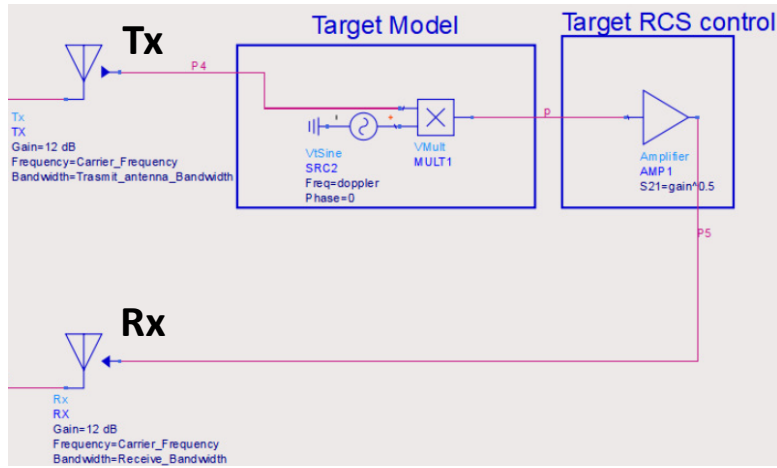 Tx
Target Model
Target RCS control
P4
Tx
TX
Gain=12 dB
Frequency=Carrier_Frequency
Bandwidth=Trasmit_antenna_Bandwidth
VtSine
SRC2
Freq=doppler
Phase=0
VMult
MULT1
p
Amplifier
AMP1
S21=gain^0.5
P5
Rx
Rx
RX
Gain=12 dB
Frequency=Carrier_Frequency
Bandwidth=Receive_Bandwidth